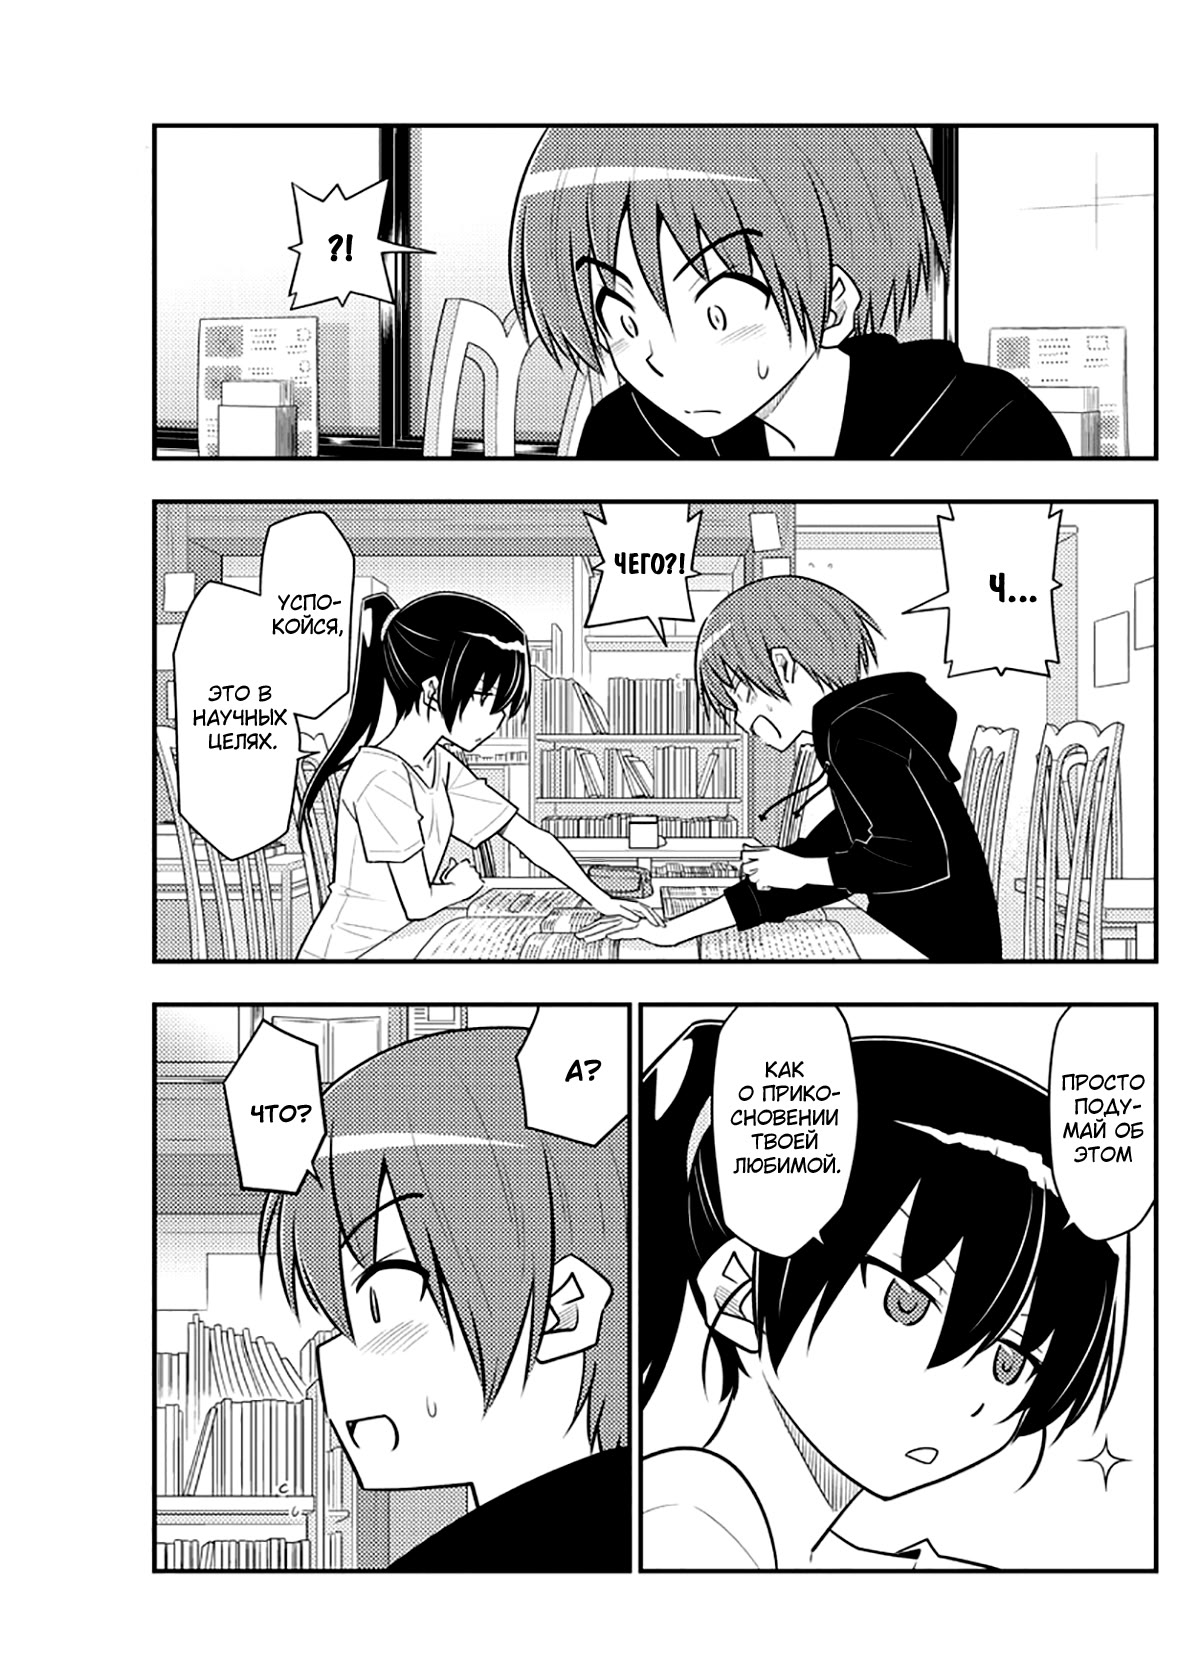 ?!
Ч...
ЧЕГО?!
УСПО-
КОЙСЯ,
ЭТО В
НАУЧНЫХ
ЦЕЛЯХ.
ПРОСТО
ПОДУ-
МАЙ ОБ
ЭТОМ
КАК
О ПРИКО-
СНОВЕНИИ
ТВОЕЙ
ЛЮБИМОЙ.
А?
ЧТО?